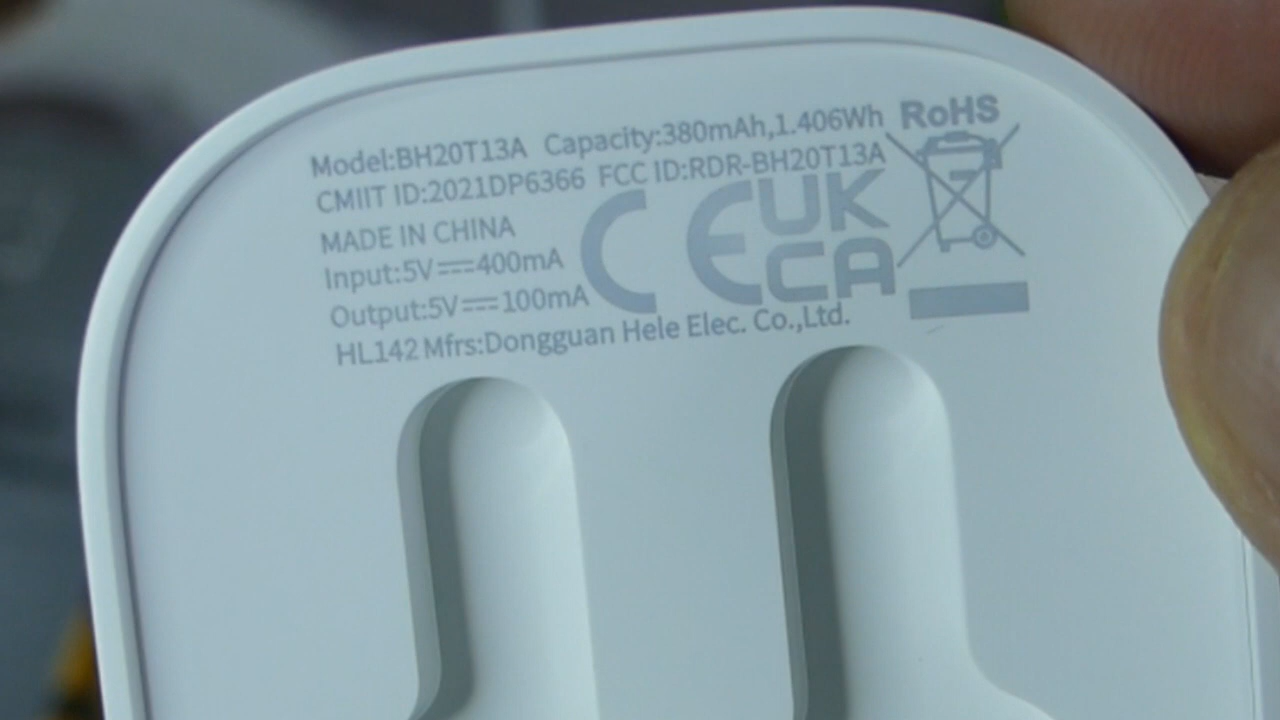 Model:BH20T13A Capacity:380mAh,1.406Wh RoHS
CMIIT ID:2021DP6366 FCC ID:RDR-BH20T13A
MADE IN CHINA
CE UK
CA
Input:5V⎓400mA
Output:5V⎓100mA
HL142 Mfrs:Dongguan Hele Elec. Co.,Ltd.